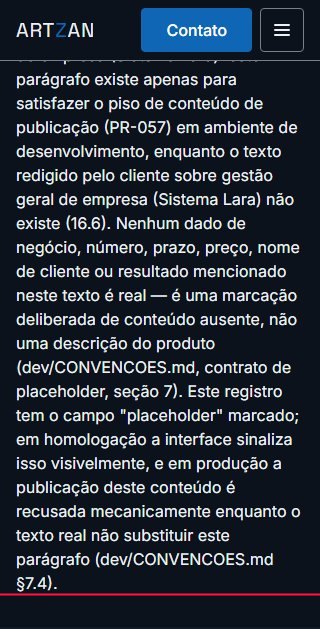 ARTZAN
Contato
parágrafo existe apenas para
satisfazer o piso de conteúdo de
publicação (PR-057) em ambiente de
desenvolvimento, enquanto o texto
redigido pelo cliente sobre gestão
geral de empresa (Sistema Lara) não
existe (16.6). Nenhum dado de
negócio, número, prazo, preço, nome
de cliente ou resultado mencionado
neste texto é real — é uma marcação
deliberada de conteúdo ausente, não
uma descrição do produto
(dev/CONVENCOES.md, contrato de
placeholder, seção 7). Este registro
tem o campo "placeholder" marcado;
em homologação a interface sinaliza
isso visivelmente, e em produção a
publicação deste conteúdo é
recusada mecanicamente enquanto o
texto real não substituir este
parágrafo (dev/CONVENCOES.md
§7.4).